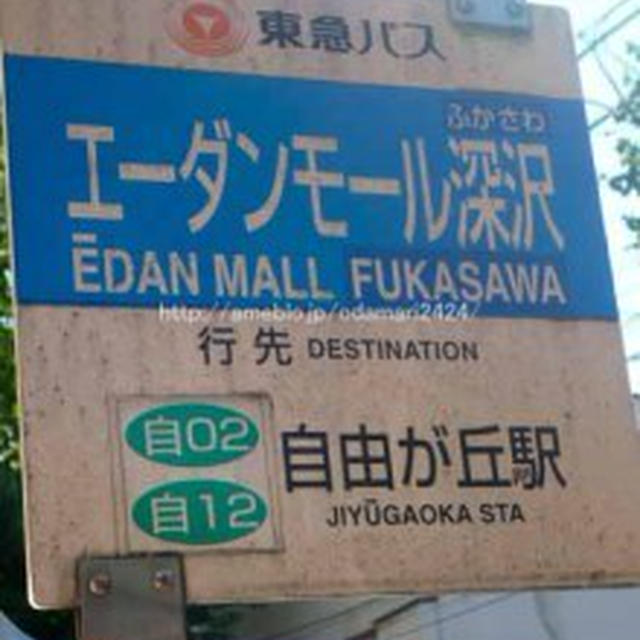 東急バス
ふかさわ
エーダンモール深沢
ĒDAN MALL FUKASAWA
http://ameblo.jp/odamari2424/
行先 DESTINATION
自02 自由が丘駅
自12 JIYŪGAOKA STA